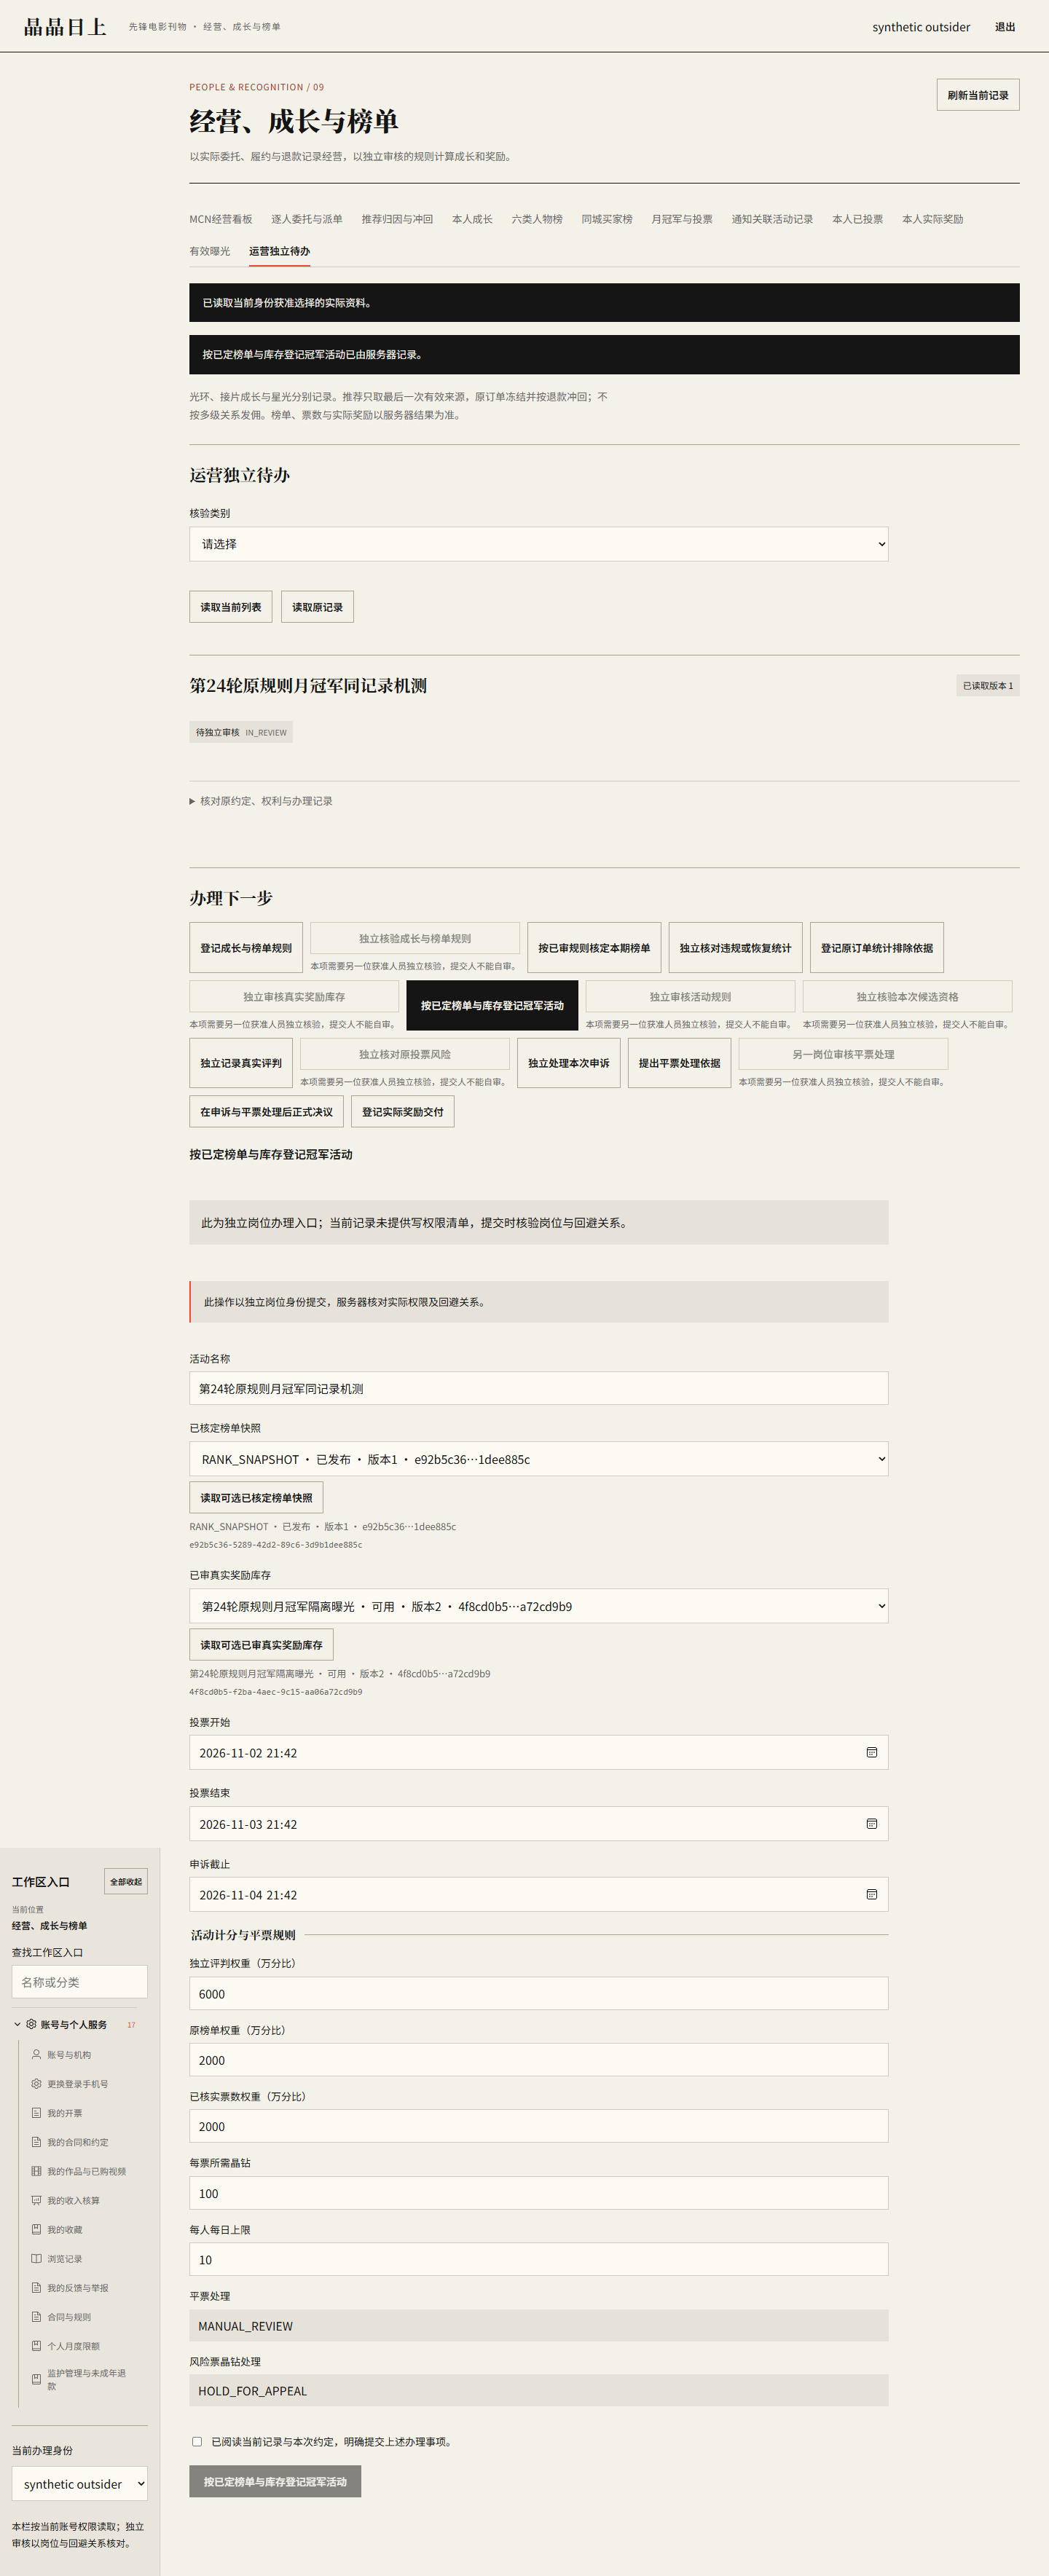 晶晶日上
先锋电影刊物 · 经营、成长与榜单
synthetic outsider
退出
PEOPLE & RECOGNITION / 09
刷新当前记录
经营、成长与榜单
以实际委托、履约与退款记录经营，以独立审核的规则计算成长和奖励。
MCN经营看板 逐人委托与派单 推荐归因与冲回 本人成长 六类人物榜 同城买家榜 月冠军与投票 通知关联活动记录 本人已投票 本人实际奖励
有效曝光 运营独立待办
已读取当前身份获准选择的实际资料。
按已定榜单与库存登记冠军活动已由服务器记录。
光环、接片成长与星光分别记录。推荐只取最后一次有效来源，原订单冻结并按退款冲回；不
按多级关系发佣。榜单、票数与实际奖励以服务器结果为准。
运营独立待办
核验类别
请选择
读取当前列表 读取原记录
第24轮原规则月冠军同记录机测
已读取版本 1
待独立审核 IN_REVIEW
▶ 核对原约定、权利与办理记录
办理下一步
登记成长与榜单规则 独立核验成长与榜单规则 按已审规则核定本期榜单 独立核对违规或恢复统计 登记原订单统计排除依据
本项需要另一位获准人员独立核验，提交人不能自审。
独立审核真实奖励库存 按已定榜单与库存登记冠军活动 独立审核活动规则 独立核验本次候选资格
本项需要另一位获准人员独立核验，提交人不能自审。 本项需要另一位获准人员独立核验，提交人不能自审。 本项需要另一位获准人员独立核验，提交人不能自审。
独立记录真实评判 独立核对原投票风险 独立处理本次申诉 提出平票处理依据 另一岗位审核平票处理
本项需要另一位获准人员独立核验，提交人不能自审。 本项需要另一位获准人员独立核验，提交人不能自审。
在申诉与平票处理后正式决议 登记实际奖励交付
按已定榜单与库存登记冠军活动
此为独立岗位办理入口；当前记录未提供写权限清单，提交时核验岗位与回避关系。
此操作以独立岗位身份提交，服务器核对实际权限及回避关系。
活动名称
第24轮原规则月冠军同记录机测
已核定榜单快照
RANK_SNAPSHOT · 已发布 · 版本1 · e92b5c36…1dee885c
读取可选已核定榜单快照
RANK_SNAPSHOT · 已发布 · 版本1 · e92b5c36…1dee885c
e92b5c36-5289-42d2-89c6-3d9b1dee885c
已审真实奖励库存
第24轮原规则月冠军隔离曝光 · 可用 · 版本2 · 4f8cd0b5…a72cd9b9
读取可选已审真实奖励库存
第24轮原规则月冠军隔离曝光 · 可用 · 版本2 · 4f8cd0b5…a72cd9b9
4f8cd0b5-f2ba-4aec-9c15-aa06a72cd9b9
投票开始
2026-11-02 21:42
投票结束
2026-11-03 21:42
申诉截止
2026-11-04 21:42
活动计分与平票规则
独立评判权重（万分比）
6000
原榜单权重（万分比）
2000
已核实票数权重（万分比）
2000
每票所需晶钻
100
每人每日上限
10
平票处理
MANUAL_REVIEW
风险票晶钻处理
HOLD_FOR_APPEAL
已阅读当前记录与本次约定，明确提交上述办理事项。
按已定榜单与库存登记冠军活动
工作区入口
全部收起
当前位置
经营、成长与榜单
查找工作区入口
名称或分类
账号与个人服务 17
账号与机构
更换登录手机号
我的开票
我的合同和约定
我的作品与已购视频
我的收入核算
我的收藏
浏览记录
我的反馈与举报
合同与规则
个人月度限额
监护管理与未成年退
款
当前办理身份
synthetic outsider
本栏按当前账号权限读取；独立
审核以岗位与回避关系核对。